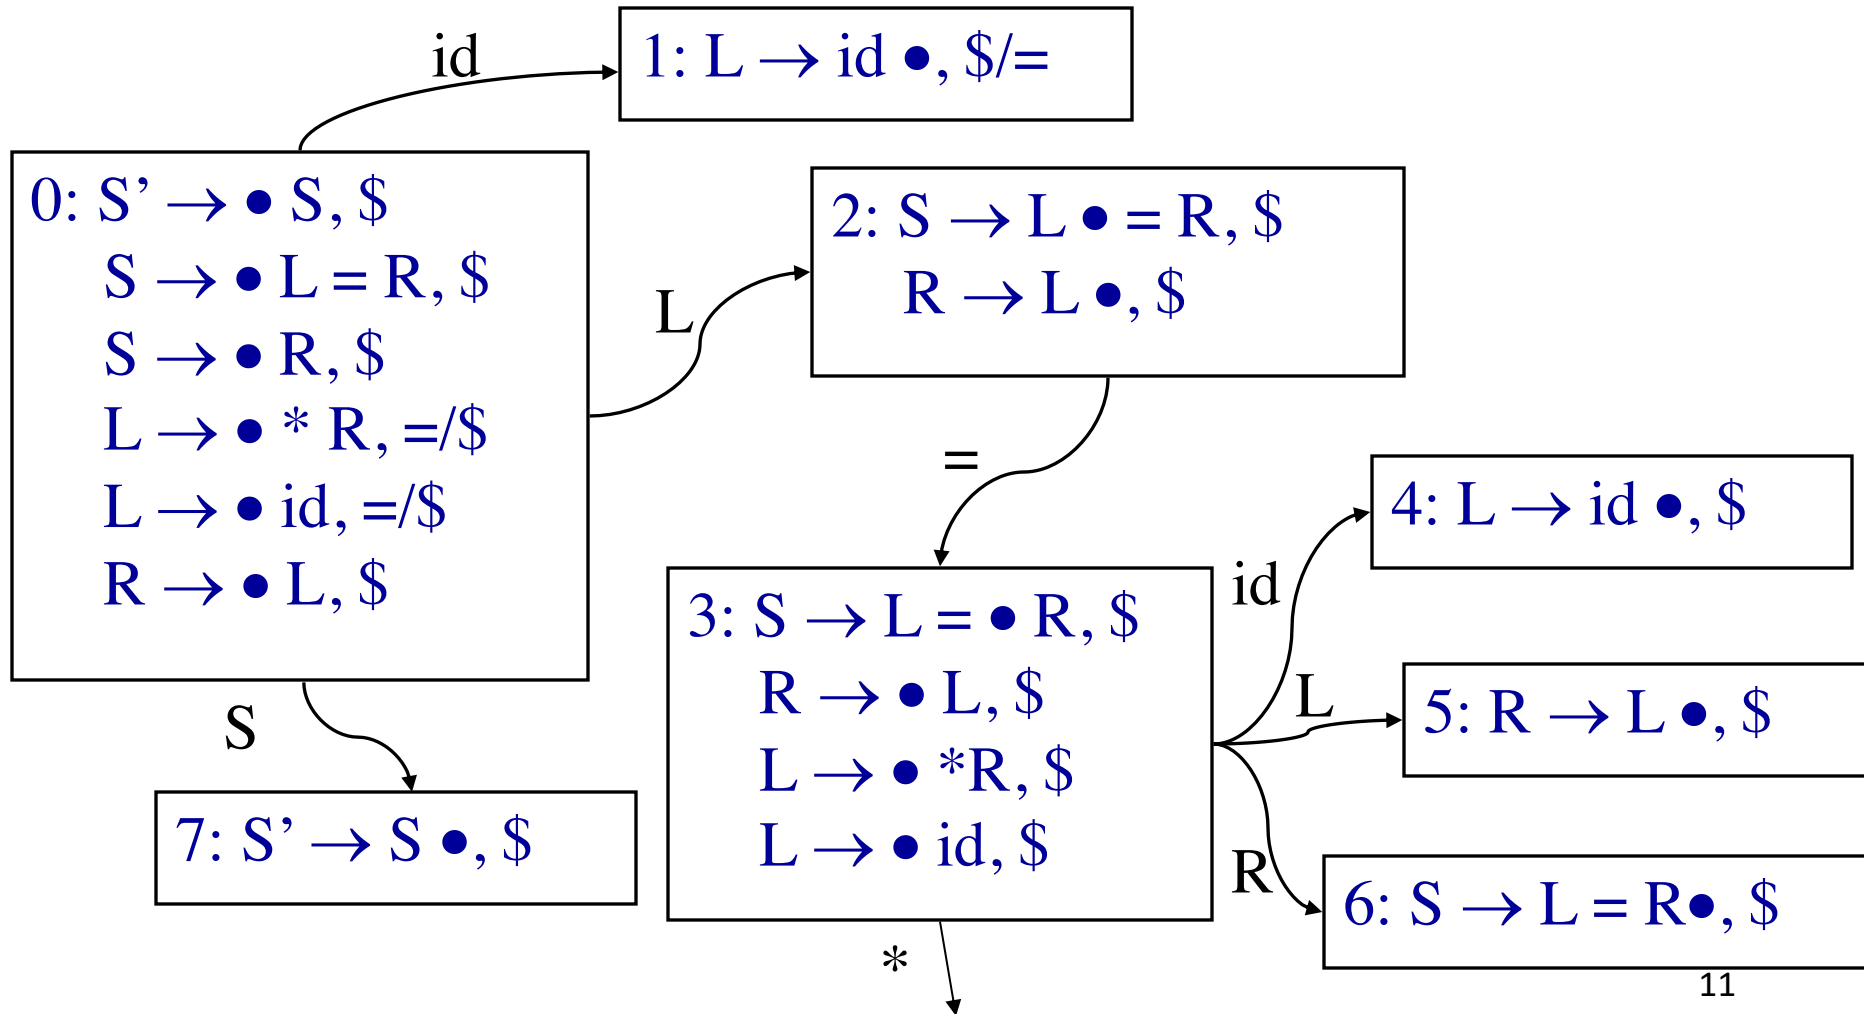 id
1: L → id ●, $/=
0: S’ → ● S, $
S → ● L = R, $
S → ● R, $
L → ● * R, =/$
L → ● id, =/$
R → ● L, $
L
2: S → L ● = R, $
R → L ●, $
=
3: S → L = ● R, $
R → ● L, $
L → ● *R, $
L → ● id, $
id
4: L → id ●, $
L
5: R → L ●, $
R
6: S → L = R●, $
S
7: S’ → S ●, $
*
11